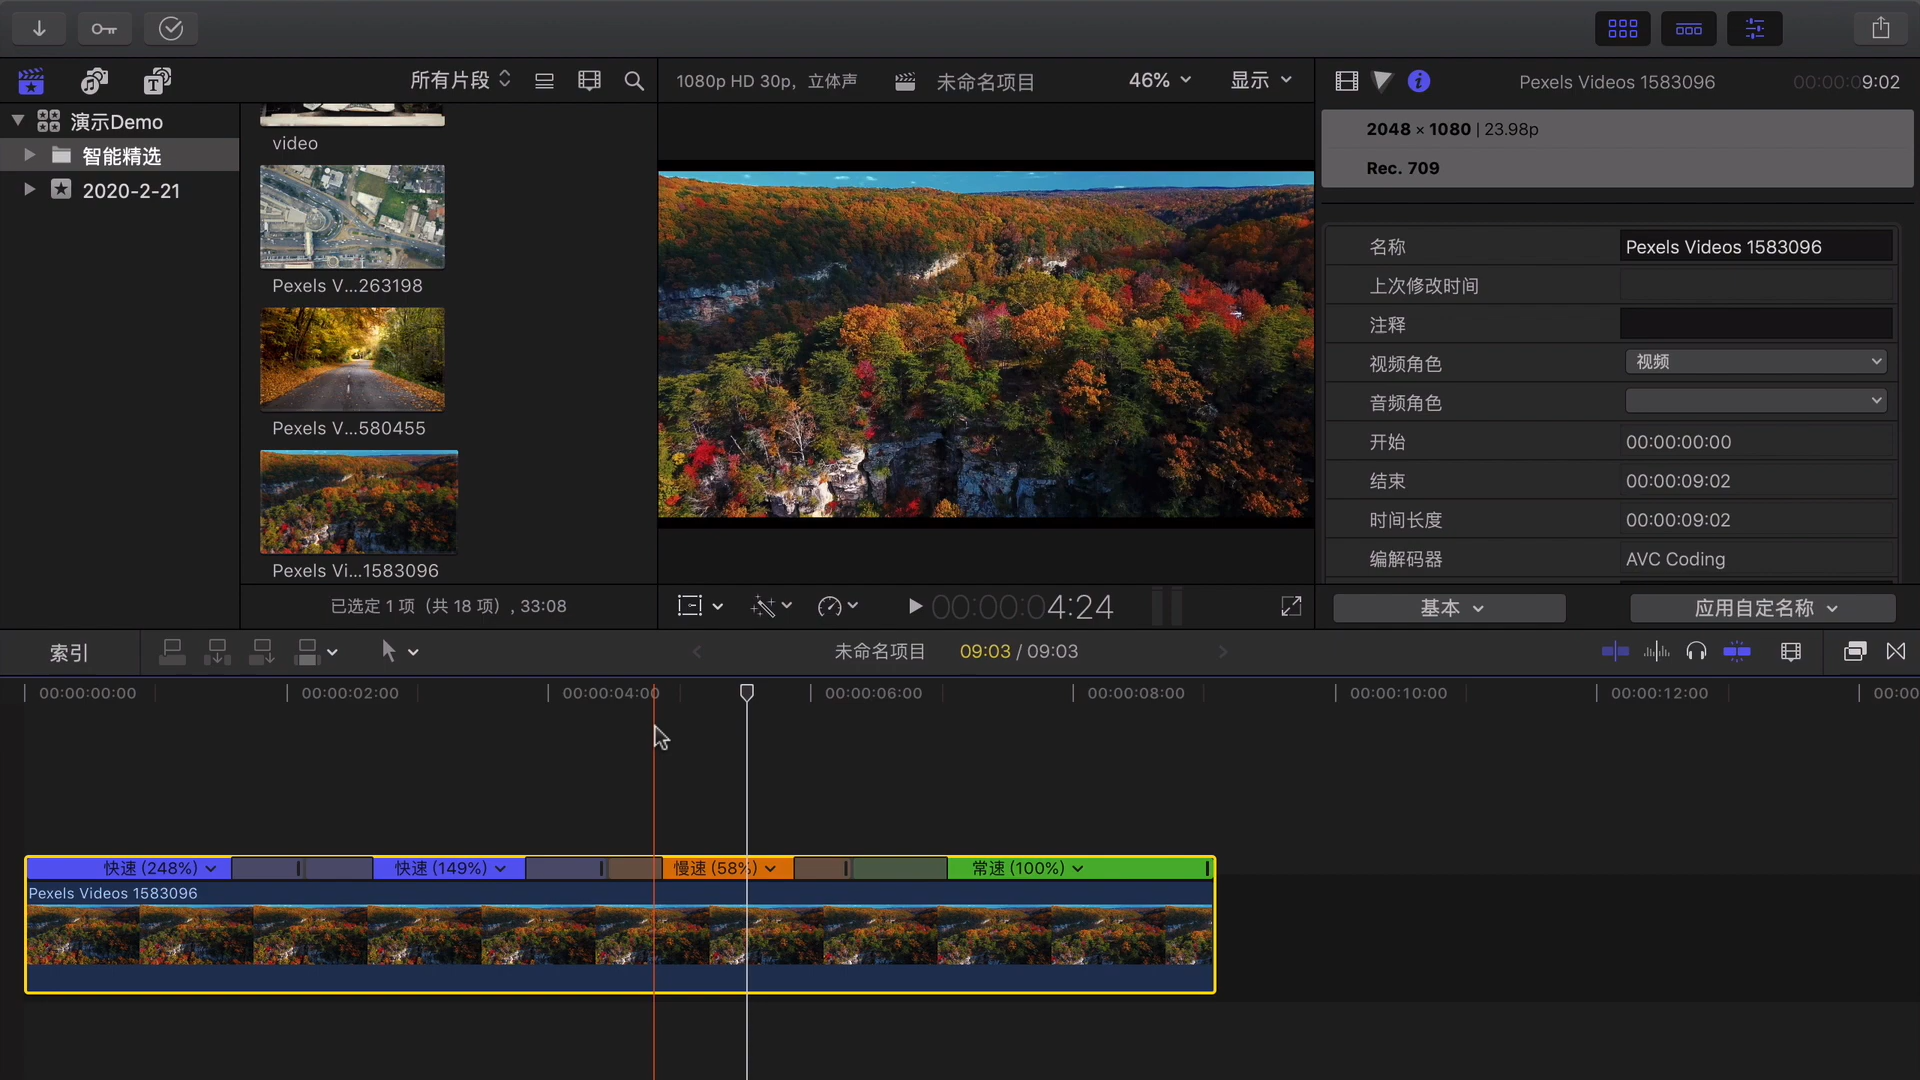 所有片段
1080p HD 30p, 立体声
未命名项目
46%
显示
Pexels Videos 1583096
00:00:09:02
演示Demo
智能精选
2020-2-21
video
Pexels V...263198
Pexels V...580455
Pexels Vi...1583096
已选定 1 项（共 18 项）, 33:08
00:00:04:24
2048 × 1080 | 23.98p
Rec. 709
名称 Pexels Videos 1583096
上次修改时间
注释
视频角色 视频
音频角色
开始 00:00:00:00
结束 00:00:09:02
时间长度 00:00:09:02
编解码器 AVC Coding
基本
应用自定名称
索引
未命名项目
09:03 / 09:03
00:00:00:00 00:00:02:00 00:00:04:00 00:00:06:00 00:00:08:00 00:00:10:00 00:00:12:00 00:00
快速 (248%) 快速 (149%) 慢速 (58%) 常速 (100%)
Pexels Videos 1583096